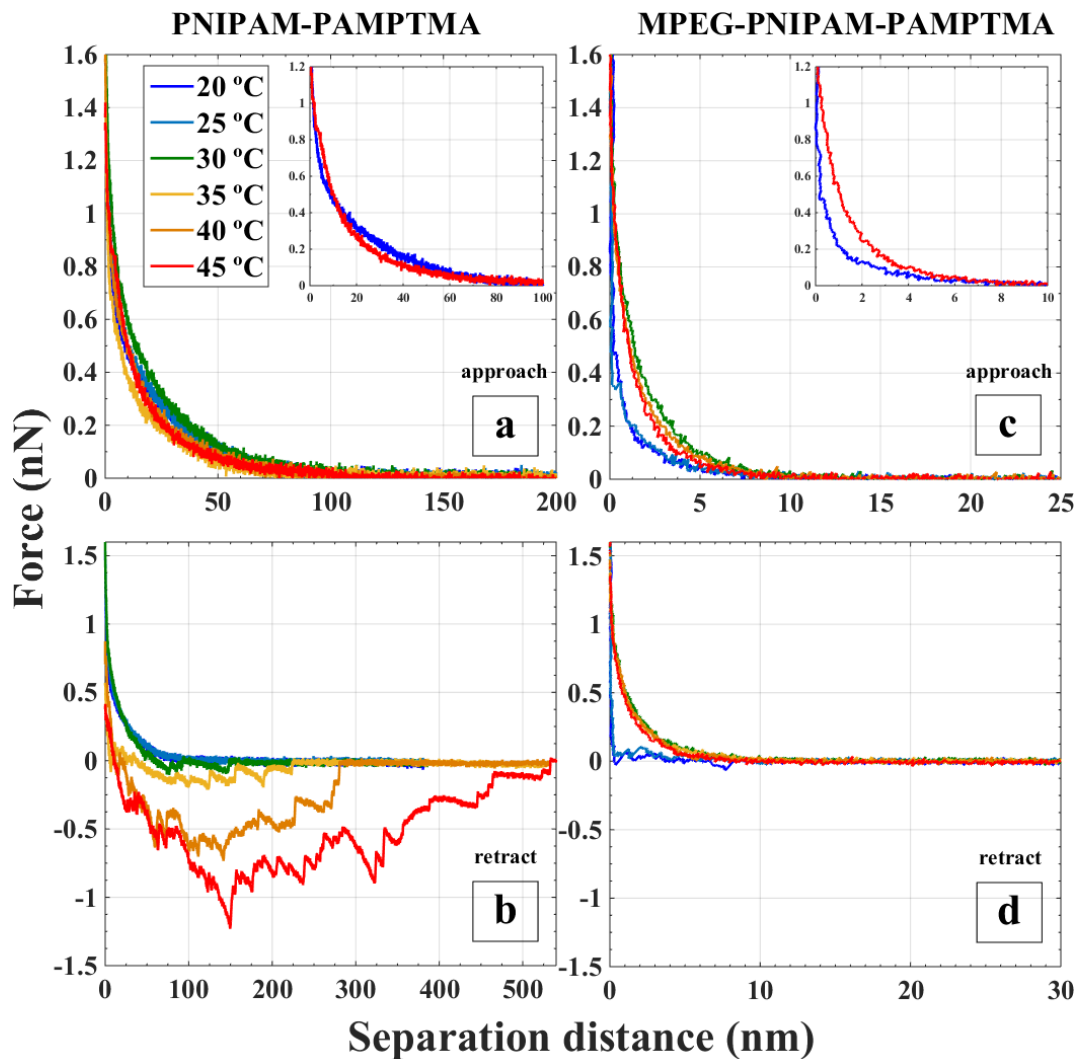 PNIPAM-PAMPTMA
MPEG-PNIPAM-PAMPTMA
Force (nN)
1.6
1.4
1.2
1
0.8
0.6
0.4
0.2
0
0 50 100 150 200
20 ºC
25 ºC
30 ºC
35 ºC
40 ºC
45 ºC
1.2
1
0.8
0.6
0.4
0.2
0
0 20 40 60 80 100
approach
a
1.6
1.4
1.2
1
0.8
0.6
0.4
0.2
0
0 5 10 15 20 25
1.2
1
0.8
0.6
0.4
0.2
0
0 2 4 6 8 10
approach
c
1.5
1
0.5
0
-0.5
-1
-1.5
0 100 200 300 400 500
retract
b
1.5
1
0.5
0
-0.5
-1
-1.5
0 10 20 30
retract
d
Separation distance (nm)